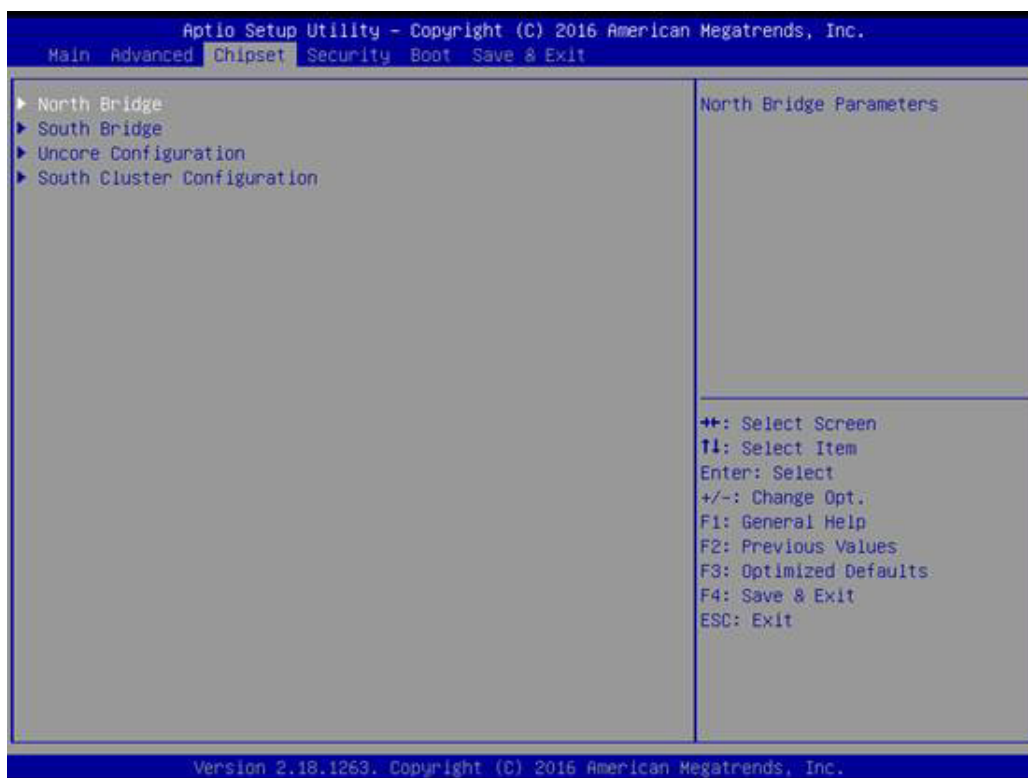 Aptio Setup Utility – Copyright (C) 2016 American Megatrends, Inc.
Main Advanced Chipset Security Boot Save & Exit
North Bridge
South Bridge
Uncore Configuration
South Cluster Configuration
North Bridge Parameters
→←: Select Screen
↑↓: Select Item
Enter: Select
+/-: Change Opt.
F1: General Help
F2: Previous Values
F3: Optimized Defaults
F4: Save & Exit
ESC: Exit
Version 2.18.1263. Copyright (C) 2016 American Megatrends, Inc.